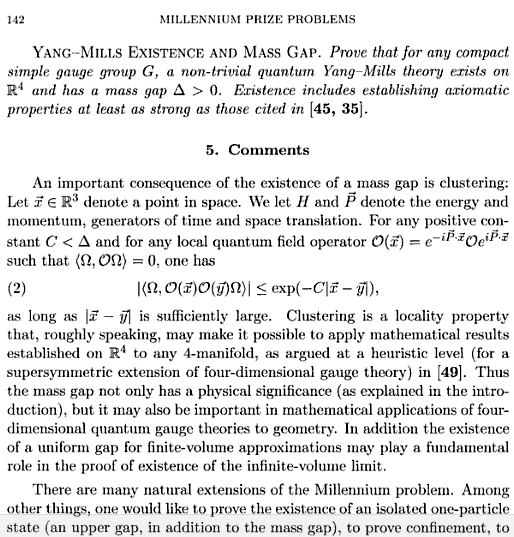 142 MILLENNIUM PRIZE PROBLEMS
YANG–MILLS EXISTENCE AND MASS GAP. Prove that for any compact
simple gauge group G, a non-trivial quantum Yang–Mills theory exists on
ℝ⁴ and has a mass gap Δ > 0. Existence includes establishing axiomatic
properties at least as strong as those cited in [45, 35].
5. Comments
An important consequence of the existence of a mass gap is clustering:
Let x⃗ ∈ ℝ³ denote a point in space. We let H and P⃗ denote the energy and
momentum, generators of time and space translation. For any positive con-
stant C < Δ and for any local quantum field operator 𝒪(x⃗) = e^{−iP⃗·x⃗}𝒪e^{iP⃗·x⃗}
such that ⟨Ω, 𝒪Ω⟩ = 0, one has
(2) |⟨Ω, 𝒪(x⃗)𝒪(y⃗)Ω⟩| ≤ exp(−C|x⃗ − y⃗|),
as long as |x⃗ − y⃗| is sufficiently large. Clustering is a locality property
that, roughly speaking, may make it possible to apply mathematical results
established on ℝ⁴ to any 4-manifold, as argued at a heuristic level (for a
supersymmetric extension of four-dimensional gauge theory) in [49]. Thus
the mass gap not only has a physical significance (as explained in the intro-
duction), but it may also be important in mathematical applications of four-
dimensional quantum gauge theories to geometry. In addition the existence
of a uniform gap for finite-volume approximations may play a fundamental
role in the proof of existence of the infinite-volume limit.
There are many natural extensions of the Millennium problem. Among
other things, one would like to prove the existence of an isolated one-particle
state (an upper gap, in addition to the mass gap), to prove confinement, to